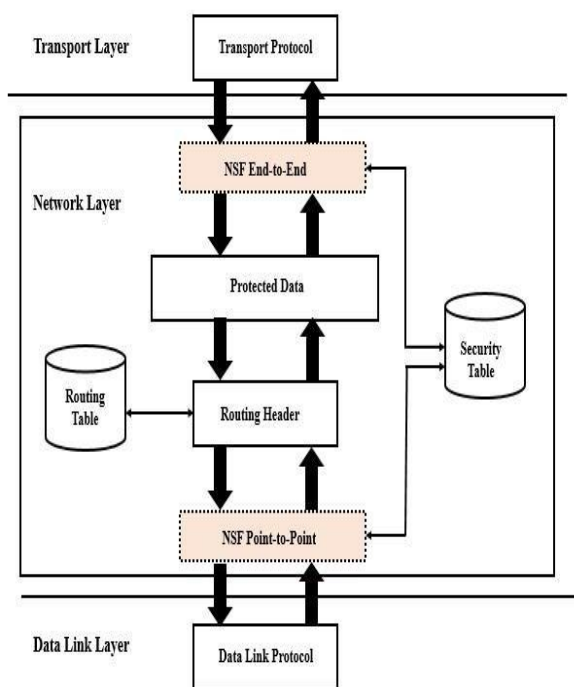 Transport Layer
Transport Protocol
NSF End-to-End
Network Layer
Protected Data
Security
Table
Routing
Table
Routing Header
NSF Point-to-Point
Data Link Layer
Data Link Protocol